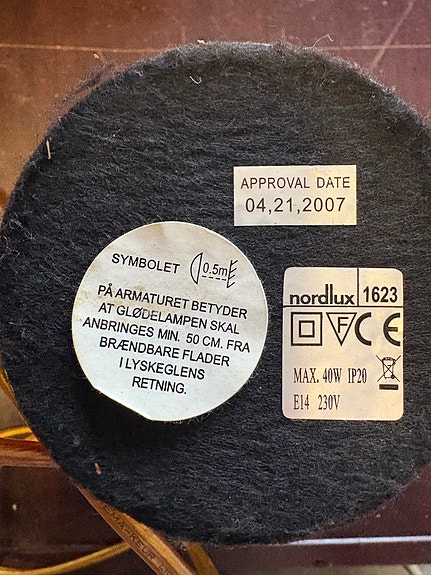 APPROVAL DATE
04,21,2007
SYMBOLET 0.5m
PÅ ARMATURET BETYDER
AT GLØDELAMPEN SKAL
ANBRINGES MIN. 50 CM. FRA
BRÆNDBARE FLADER
I LYSKEGLENS
RETNING.
nordlux 1623
F CE
MAX. 40W IP20
E14 230V